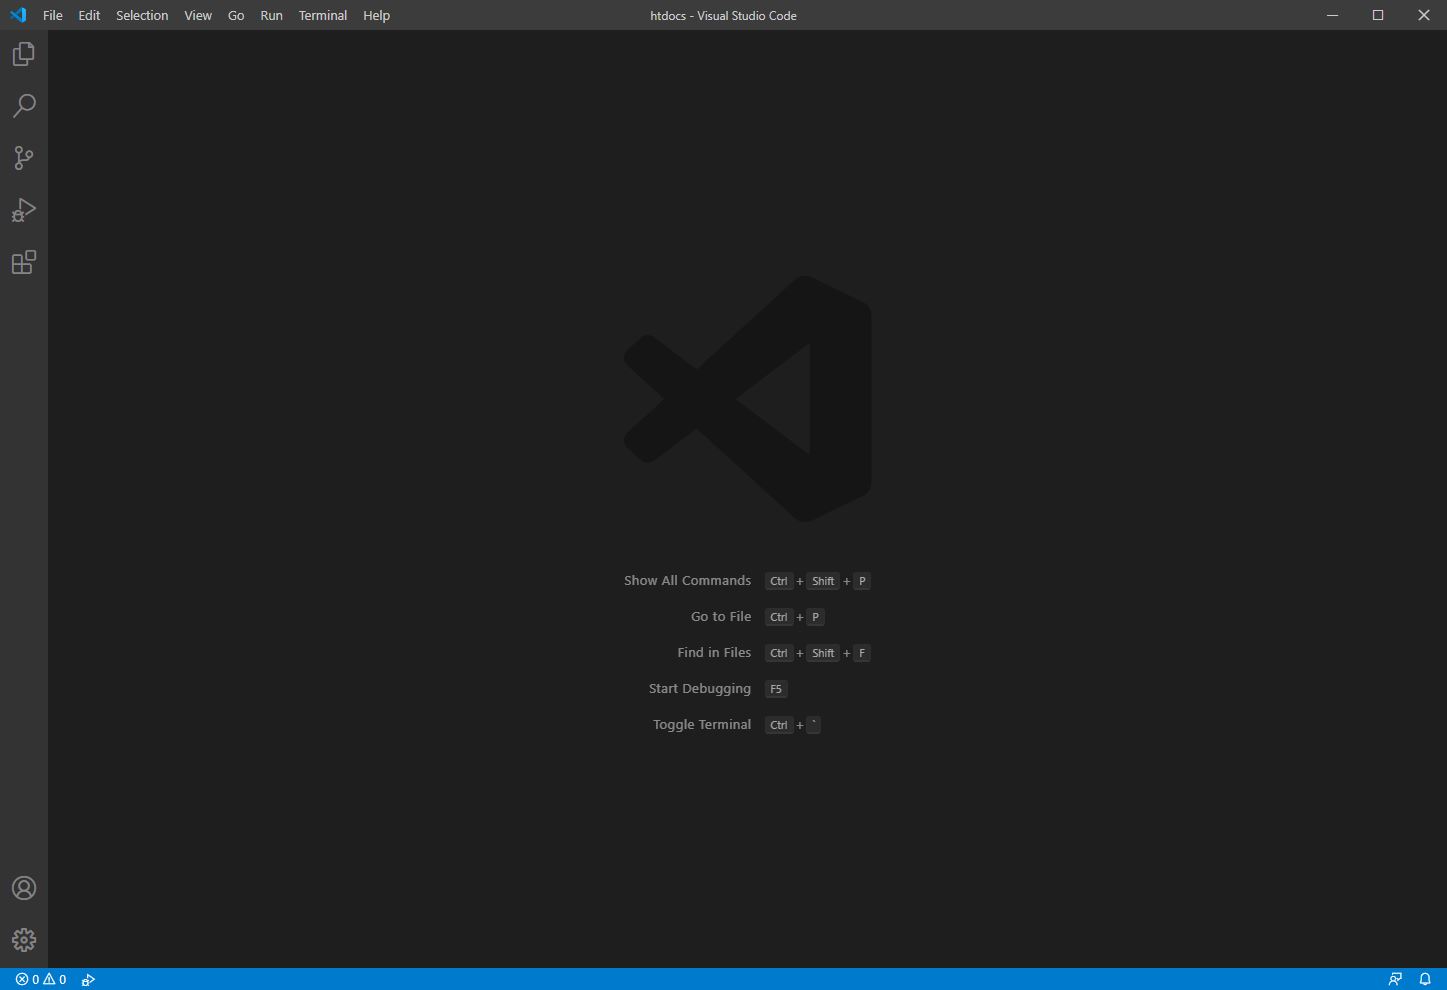 File Edit Selection View Go Run Terminal Help htdocs - Visual Studio Code
Show All Commands Ctrl + Shift + P
Go to File Ctrl + P
Find in Files Ctrl + Shift + F
Start Debugging F5
Toggle Terminal Ctrl + `
0 0